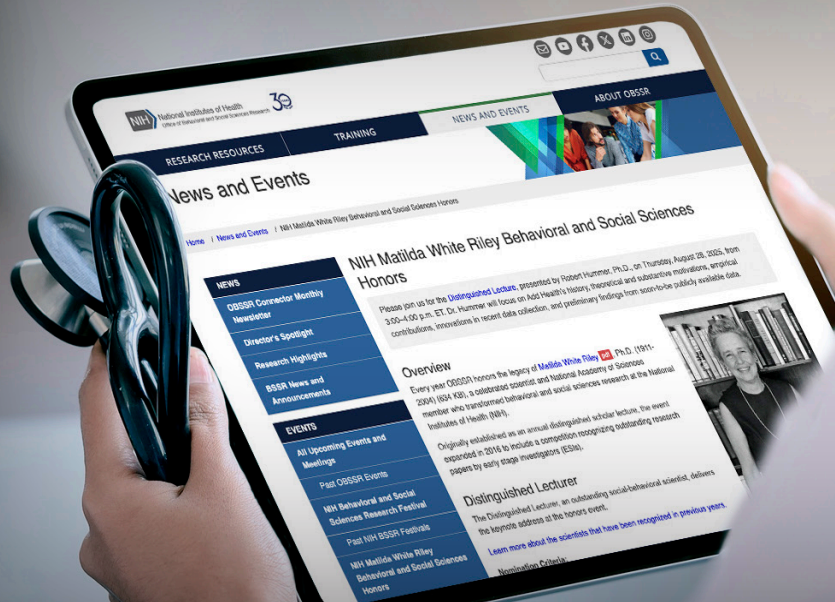 NIH National Institutes of Health
Office of Behavioral and Social Sciences Research
30
RESEARCH RESOURCES
TRAINING
NEWS AND EVENTS
ABOUT OBSSR
News and Events
Home / News and Events / NIH Matilda White Riley Behavioral and Social Sciences Honors
NEWS
OBSSR Connector Monthly
Newsletter
Director's Spotlight
Research Highlights
BSSR News and
Announcements
EVENTS
All Upcoming Events and
Meetings
Past OBSSR Events
NIH Behavioral and Social
Sciences Research Festival
Past NIH BSSR Festivals
NIH Matilda White Riley
Behavioral and Social Sciences
Honors
NIH Matilda White Riley Behavioral and Social Sciences
Honors
Please join us for the Distinguished Lecture, presented by Robert Hummer, Ph.D., on Thursday, August 28, 2025, from
3:00–4:00 p.m. ET. Dr. Hummer will focus on Add Health's history, theoretical and substantive motivations, empirical
contributions, innovations in recent data collection, and preliminary findings from soon-to-be publicly available data.
Overview
Every year OBSSR honors the legacy of Matilda White Riley pdf, Ph.D. (1911-
2004) (634 KB), a celebrated scientist and National Academy of Sciences
member who transformed behavioral and social sciences research at the National
Institutes of Health (NIH).
Originally established as an annual distinguished scholar lecture, the event
expanded in 2016 to include a competition recognizing outstanding research
papers by early stage investigators (ESIs).
Distinguished Lecturer
The Distinguished Lecturer, an outstanding social-behavioral scientist, delivers
the keynote address at the honors event.
Learn more about the scientists that have been recognized in previous years.
Nomination Criteria: